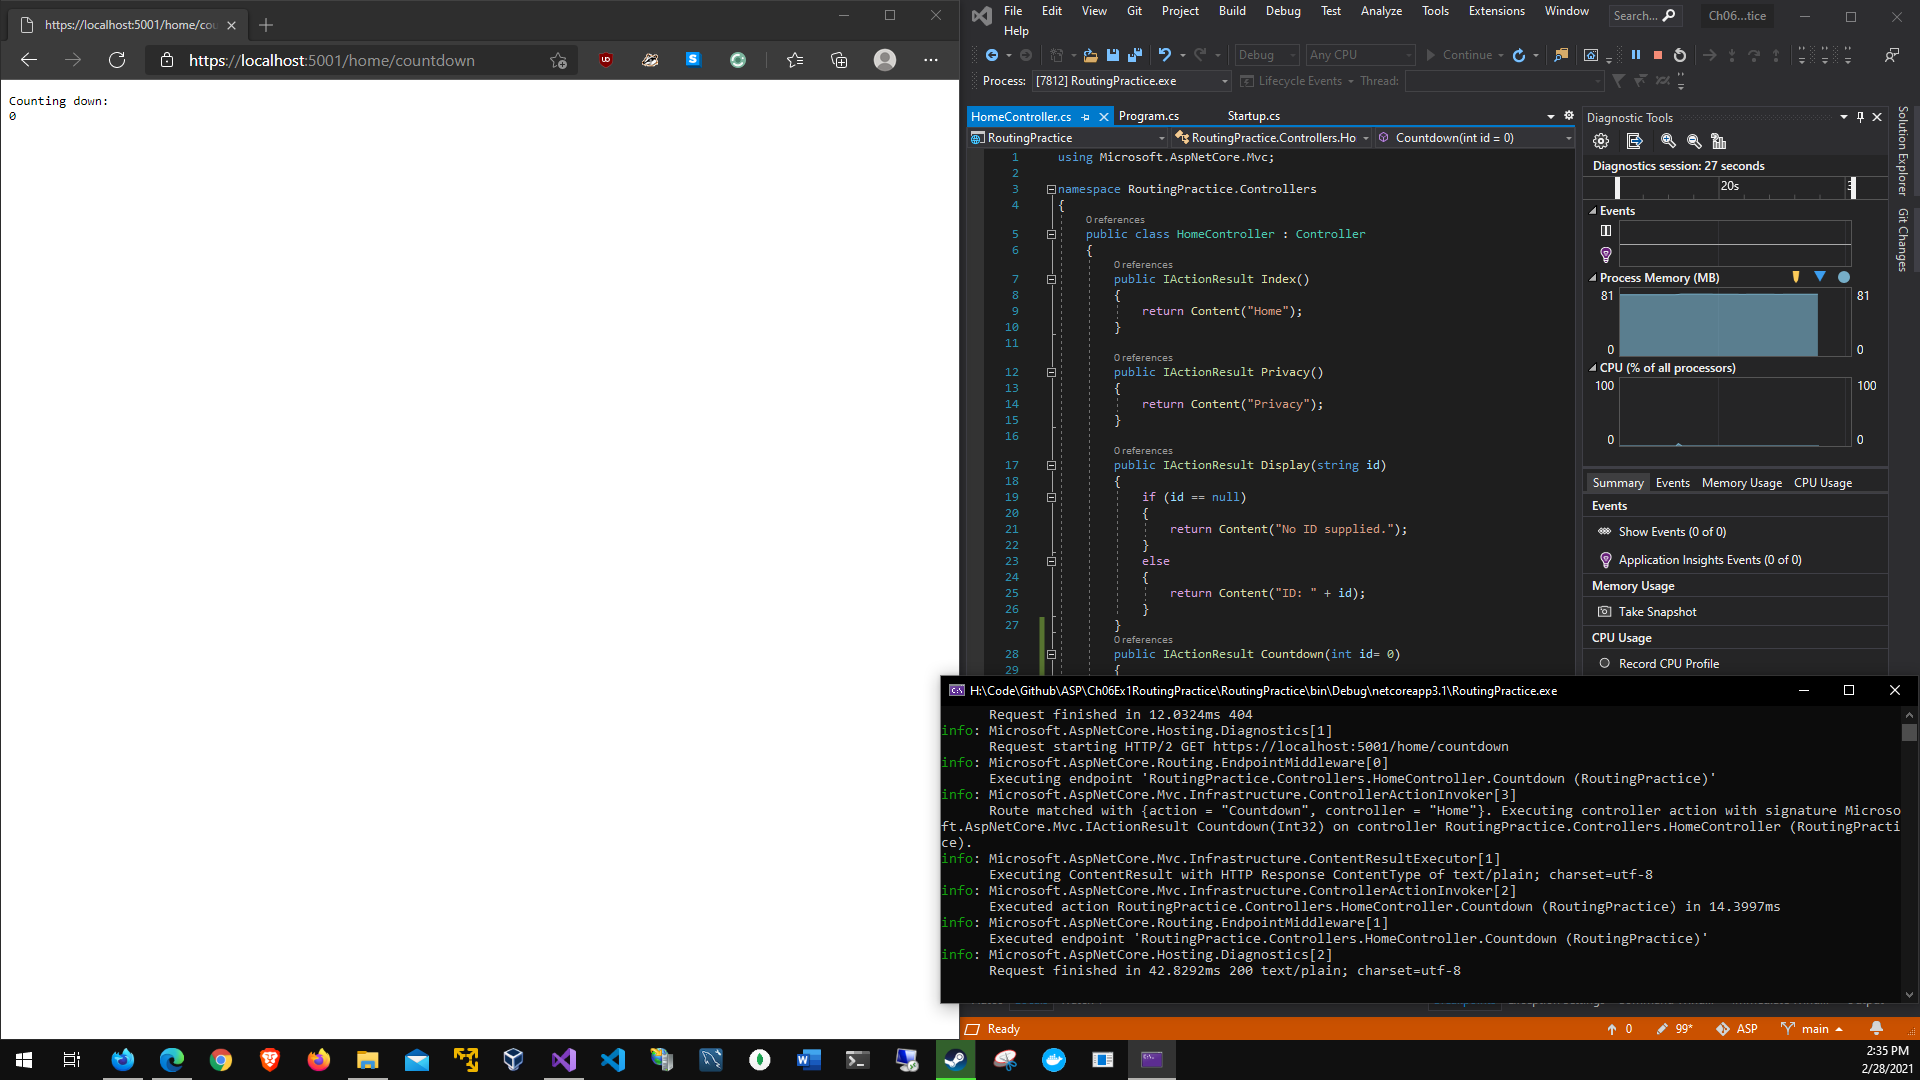 https://localhost:5001/home/cou
https://localhost:5001/home/countdown
Counting down:
0
File Edit View Git Project Build Debug Test Analyze Tools Extensions Window
Help
Search...
Ch06...tice
Debug Any CPU Continue
Process: [7812] RoutingPractice.exe Lifecycle Events Thread:
HomeController.cs Program.cs Startup.cs
RoutingPractice RoutingPractice.Controllers.Ho Countdown(int id = 0)
1 using Microsoft.AspNetCore.Mvc;
2
3 namespace RoutingPractice.Controllers
4 {
0 references
5 public class HomeController : Controller
6 {
0 references
7 public IActionResult Index()
8 {
9 return Content("Home");
10 }
11
0 references
12 public IActionResult Privacy()
13 {
14 return Content("Privacy");
15 }
16
0 references
17 public IActionResult Display(string id)
18 {
19 if (id == null)
20 {
21 return Content("No ID supplied.");
22 }
23 else
24 {
25 return Content("ID: " + id);
26 }
27 }
0 references
28 public IActionResult Countdown(int id= 0)
29 {
Diagnostic Tools
Diagnostics session: 27 seconds
20s
Events
Process Memory (MB)
81 81
0 0
CPU (% of all processors)
100 100
0 0
Summary Events Memory Usage CPU Usage
Events
Show Events (0 of 0)
Application Insights Events (0 of 0)
Memory Usage
Take Snapshot
CPU Usage
Record CPU Profile
Solution Explorer
Git Changes
H:\Code\Github\ASP\Ch06Ex1RoutingPractice\RoutingPractice\bin\Debug\netcoreapp3.1\RoutingPractice.exe
Request finished in 12.0324ms 404
info: Microsoft.AspNetCore.Hosting.Diagnostics[1]
Request starting HTTP/2 GET https://localhost:5001/home/countdown
info: Microsoft.AspNetCore.Routing.EndpointMiddleware[0]
Executing endpoint 'RoutingPractice.Controllers.HomeController.Countdown (RoutingPractice)'
info: Microsoft.AspNetCore.Mvc.Infrastructure.ControllerActionInvoker[3]
Route matched with {action = "Countdown", controller = "Home"}. Executing controller action with signature Microso
ft.AspNetCore.Mvc.IActionResult Countdown(Int32) on controller RoutingPractice.Controllers.HomeController (RoutingPracti
ce).
info: Microsoft.AspNetCore.Mvc.Infrastructure.ContentResultExecutor[1]
Executing ContentResult with HTTP Response ContentType of text/plain; charset=utf-8
info: Microsoft.AspNetCore.Mvc.Infrastructure.ControllerActionInvoker[2]
Executed action RoutingPractice.Controllers.HomeController.Countdown (RoutingPractice) in 14.3997ms
info: Microsoft.AspNetCore.Routing.EndpointMiddleware[1]
Executed endpoint 'RoutingPractice.Controllers.HomeController.Countdown (RoutingPractice)'
info: Microsoft.AspNetCore.Hosting.Diagnostics[2]
Request finished in 42.8292ms 200 text/plain; charset=utf-8
Ready 0 99* ASP main
2:35 PM
2/28/2021